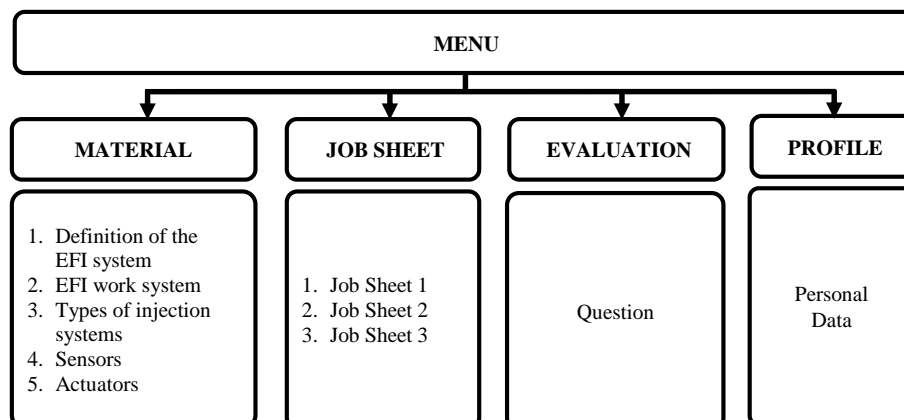 MENU
MATERIAL
JOB SHEET
EVALUATION
PROFILE
1. Definition of the
EFI system
2. EFI work system
3. Types of injection
systems
4. Sensors
5. Actuators
1. Job Sheet 1
2. Job Sheet 2
3. Job Sheet 3
Question
Personal
Data